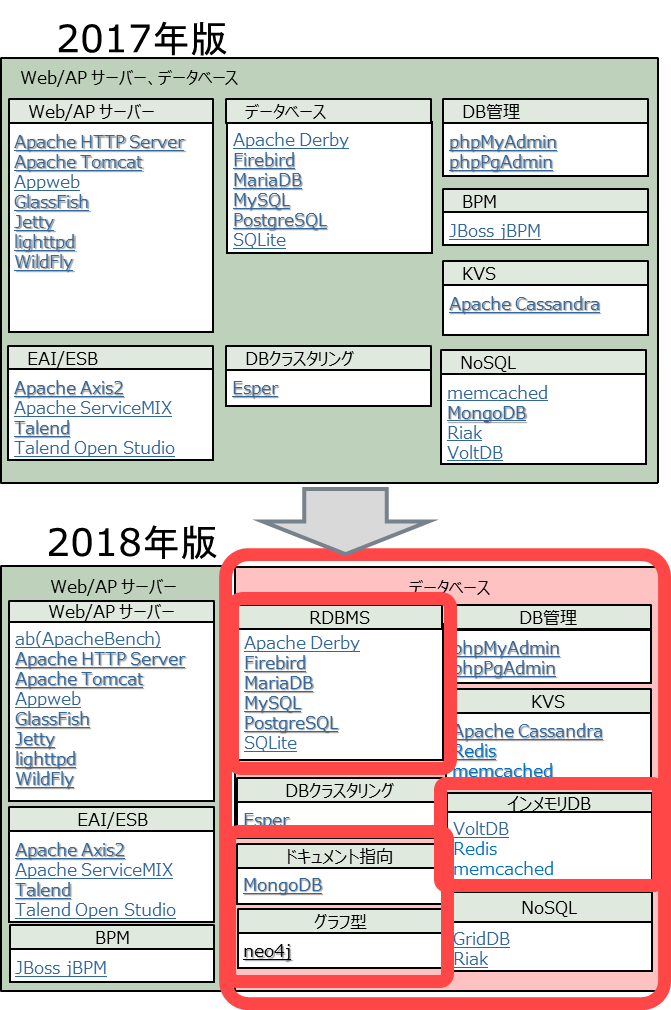 2017年版
Web/AP サーバー、データベース
Web/AP サーバー
Apache HTTP Server
Apache Tomcat
Appweb
GlassFish
Jetty
lighttpd
WildFly
データベース
Apache Derby
Firebird
MariaDB
MySQL
PostgreSQL
SQLite
DB管理
phpMyAdmin
phpPgAdmin
BPM
JBoss jBPM
KVS
Apache Cassandra
EAI/ESB
Apache Axis2
Apache ServiceMIX
Talend
Talend Open Studio
DBクラスタリング
Esper
NoSQL
memcached
MongoDB
Riak
VoltDB
2018年版
Web/AP サーバー
Web/AP サーバー
ab(ApacheBench)
Apache HTTP Server
Apache Tomcat
Appweb
GlassFish
Jetty
lighttpd
WildFly
EAI/ESB
Apache Axis2
Apache ServiceMIX
Talend
Talend Open Studio
BPM
JBoss jBPM
データベース
RDBMS
Apache Derby
Firebird
MariaDB
MySQL
PostgreSQL
SQLite
DBクラスタリング
Esper
ドキュメント指向
MongoDB
グラフ型
neo4j
DB管理
phpMyAdmin
phpPgAdmin
KVS
Apache Cassandra
Redis
memcached
インメモリDB
VoltDB
Redis
memcached
NoSQL
GridDB
Riak